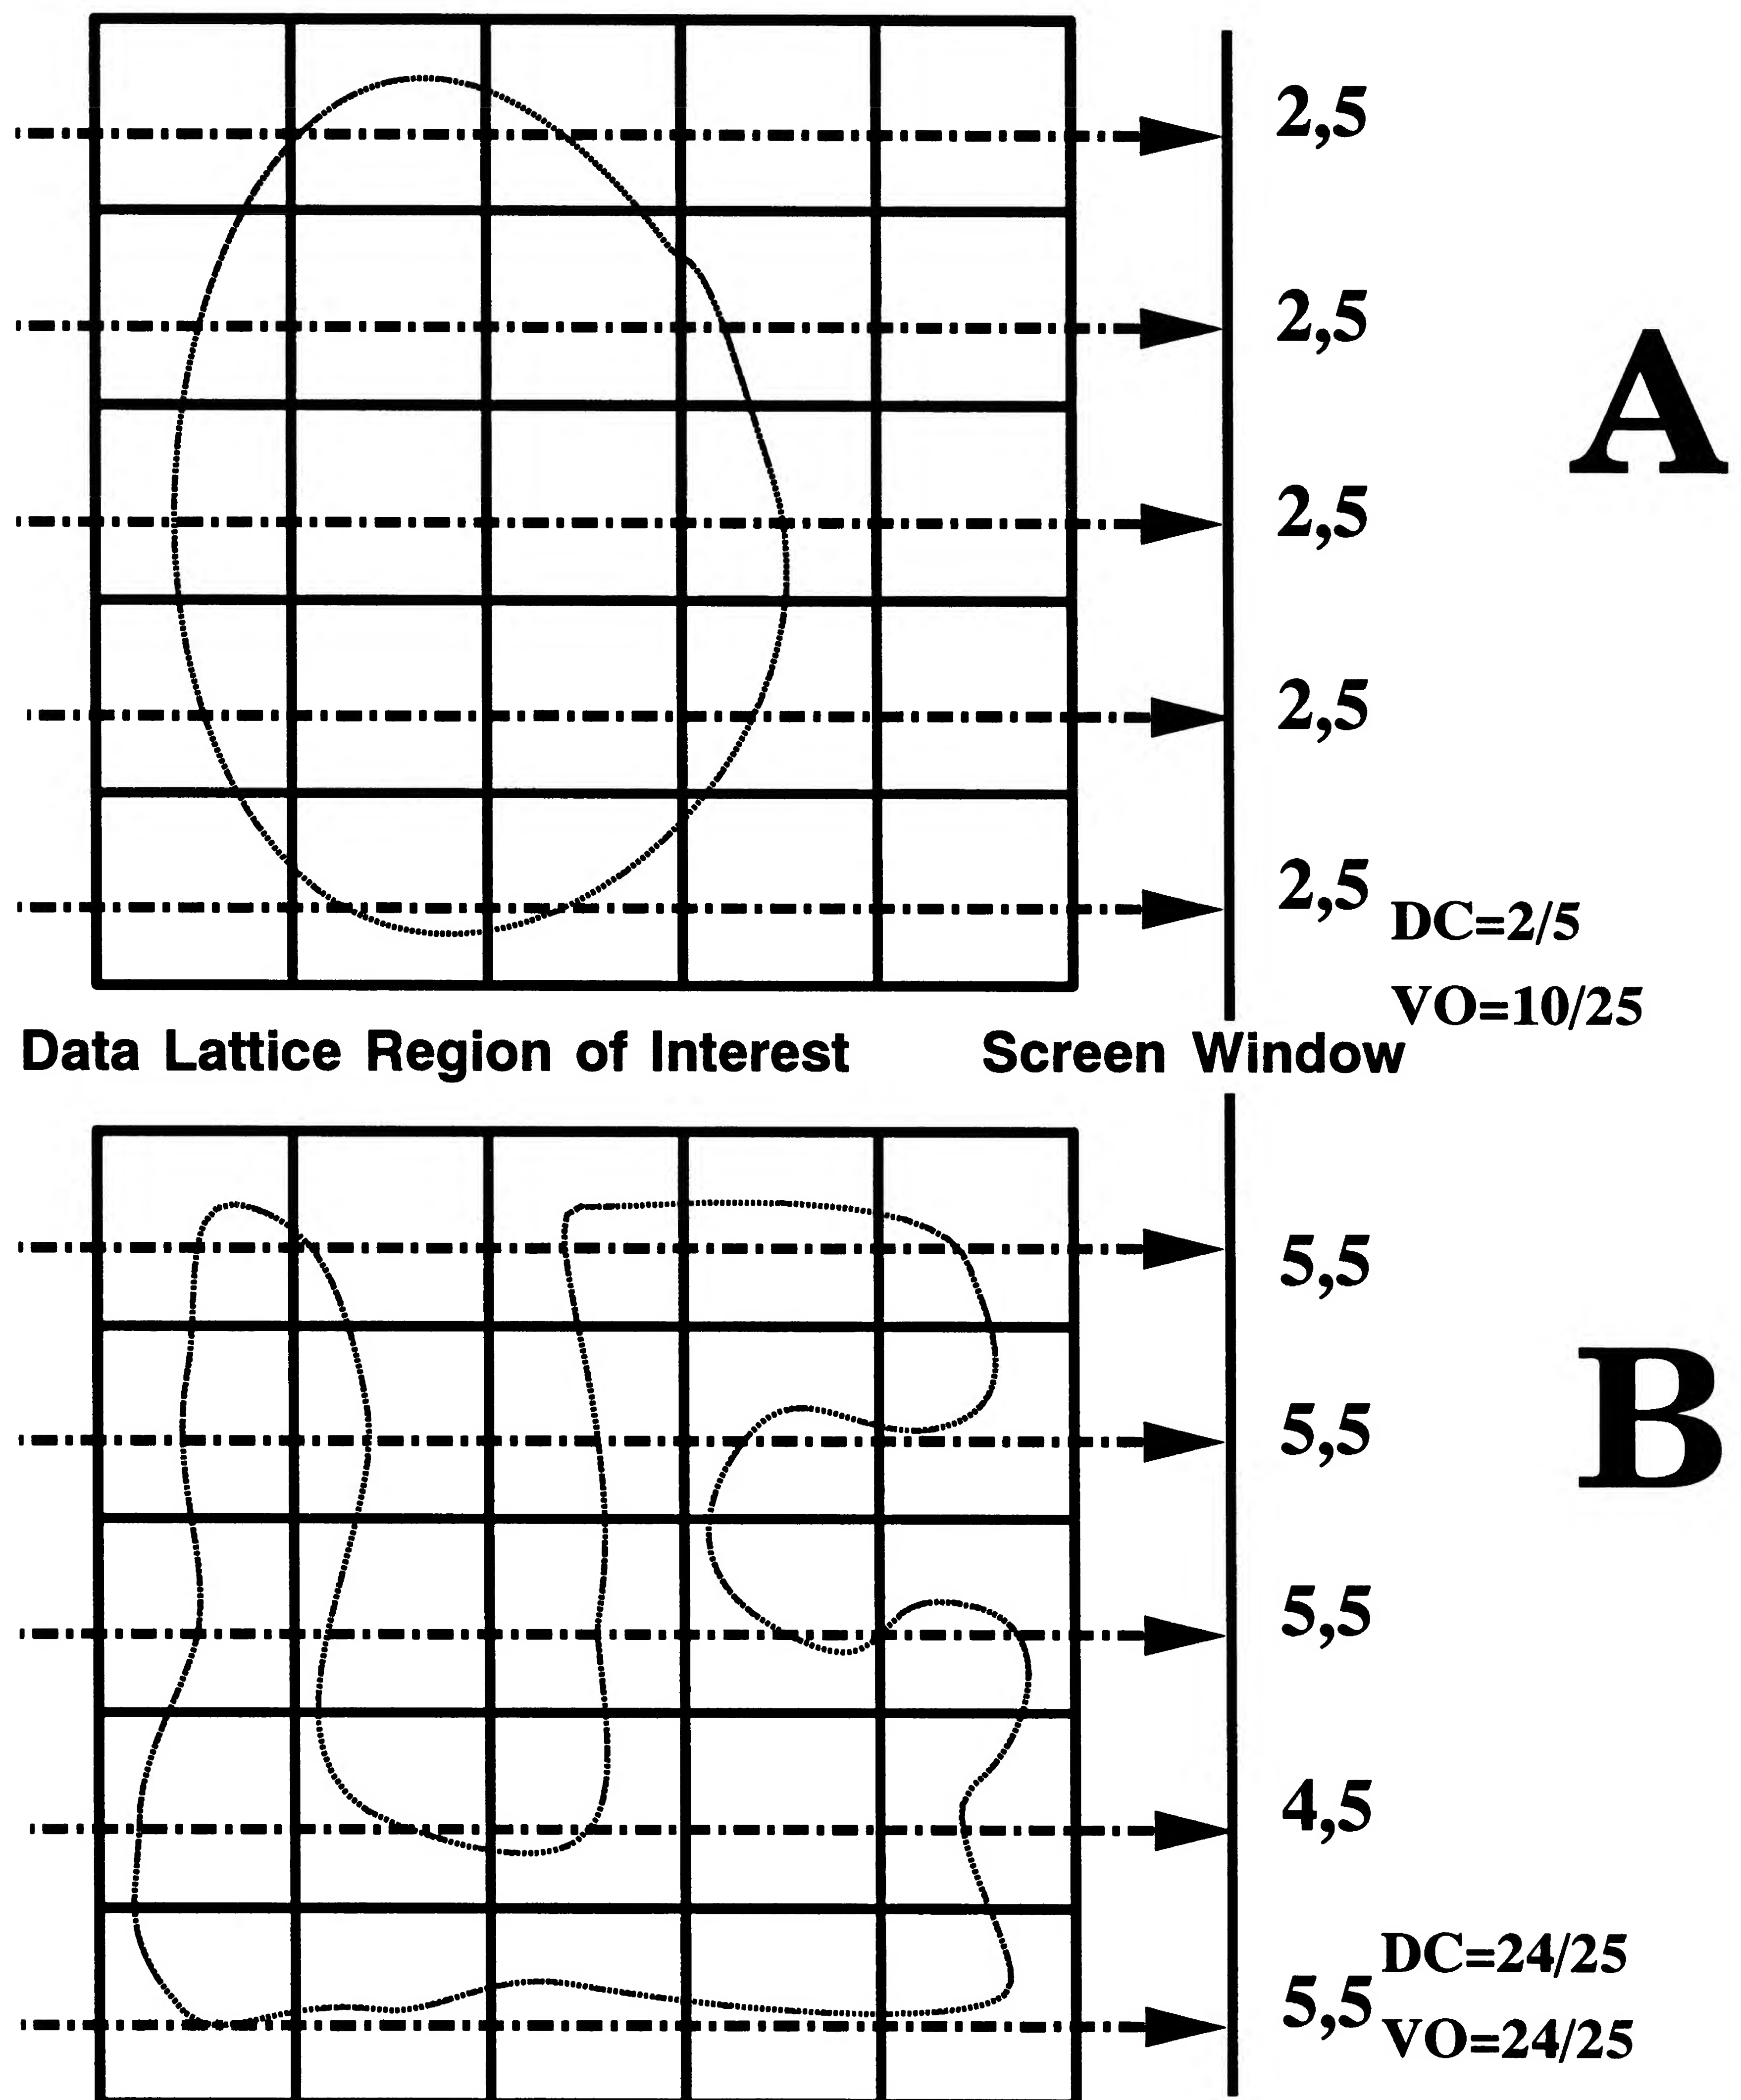 2,5
2,5
A
2,5
2,5
2,5
DC=2/5
VO=10/25
Data Lattice Region of Interest
Screen Window
5,5
5,5
B
5,5
4,5
5,5
DC=24/25
VO=24/25